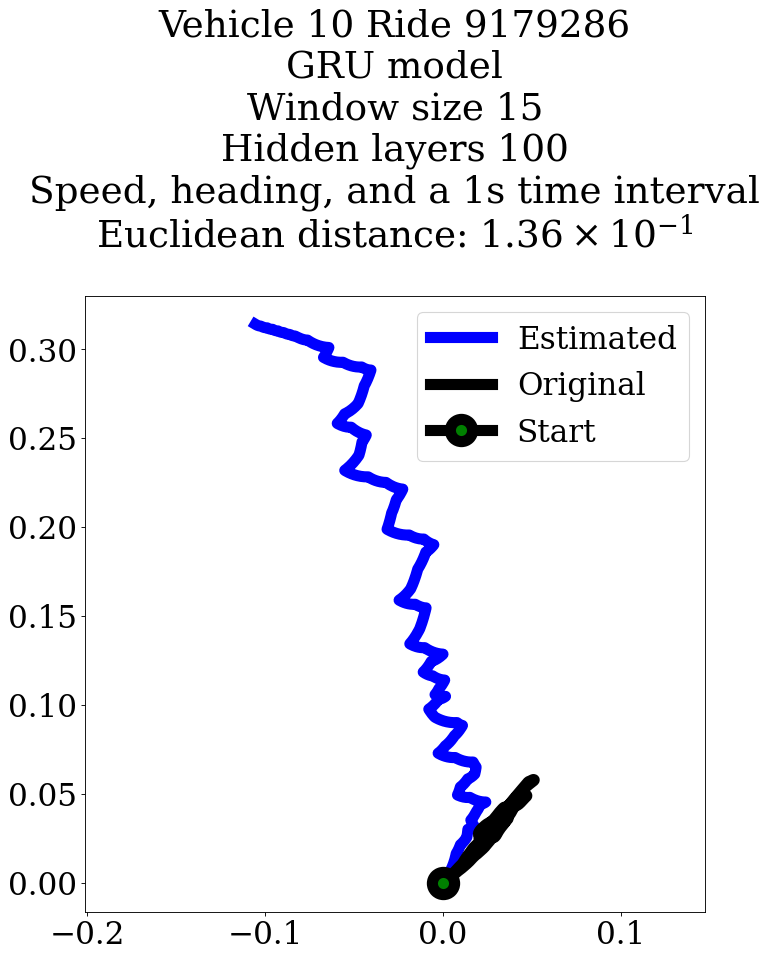 Vehicle 10 Ride 9179286
GRU model
Window size 15
Hidden layers 100
Speed, heading, and a 1s time interval
Euclidean distance: 1.36 × 10⁻¹
Estimated
Original
Start
0.30
0.25
0.20
0.15
0.10
0.05
0.00
−0.2 −0.1 0.0 0.1